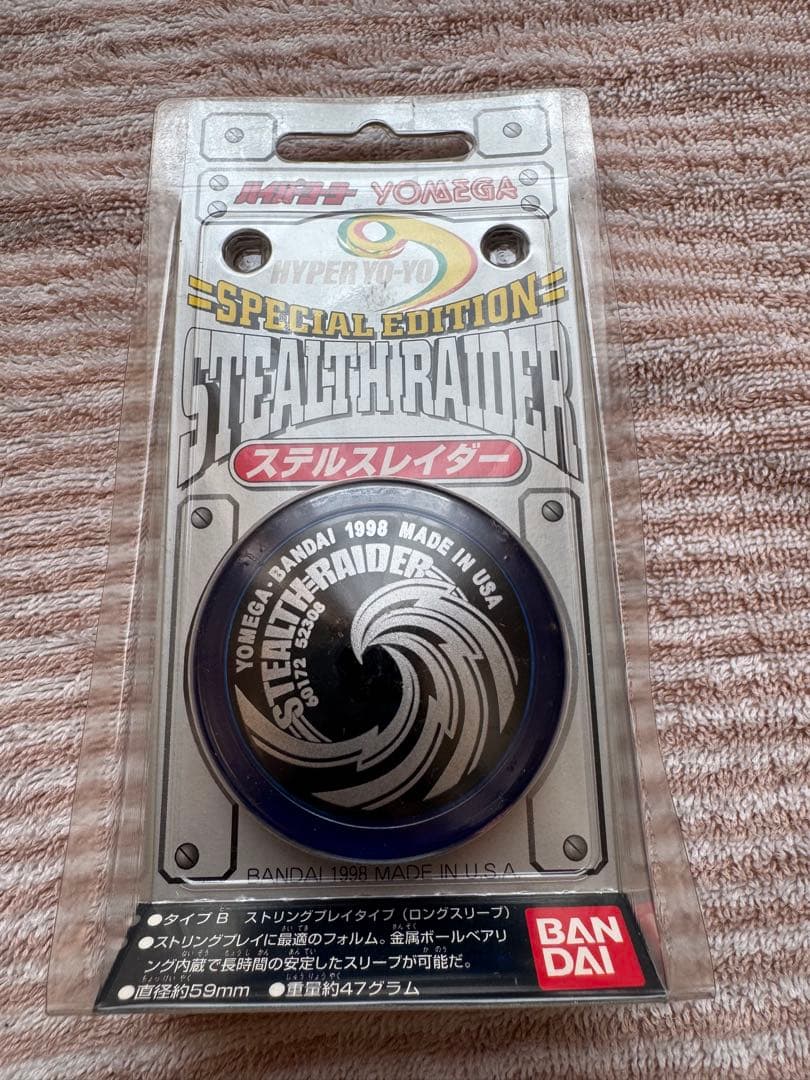 ハイパーヨーヨー YOMEGA
HYPER YO-YO
SPECIAL EDITION
STEALTH RAIDER
ステルスレイダー
YOMEGA・BANDAI 1998 MADE IN USA
STEALTH RAIDER
60172 52308
BANDAI 1998 MADE IN U.S.A
●タイプB ストリングプレイタイプ（ロングスリープ）
●ストリングプレイに最適のフォルム。金属ボールベアリ
ング内蔵で長時間の安定したスリープが可能だ。
●直径約59mm ●重量約47グラム
BAN
DAI